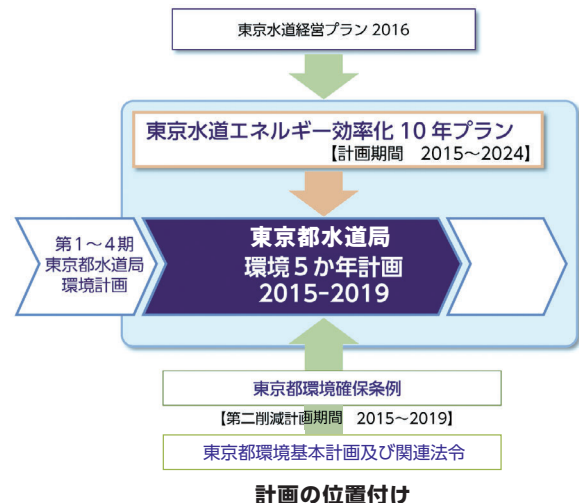 東京水道経営プラン 2016
東京水道エネルギー効率化 10 年プラン
【計画期間　2015～2024】
第1～4期
東京都水道局
環境計画
東京都水道局
環境5か年計画
2015-2019
東京都環境確保条例
【第二削減計画期間　2015～2019】
東京都環境基本計画及び関連法令
計画の位置付け